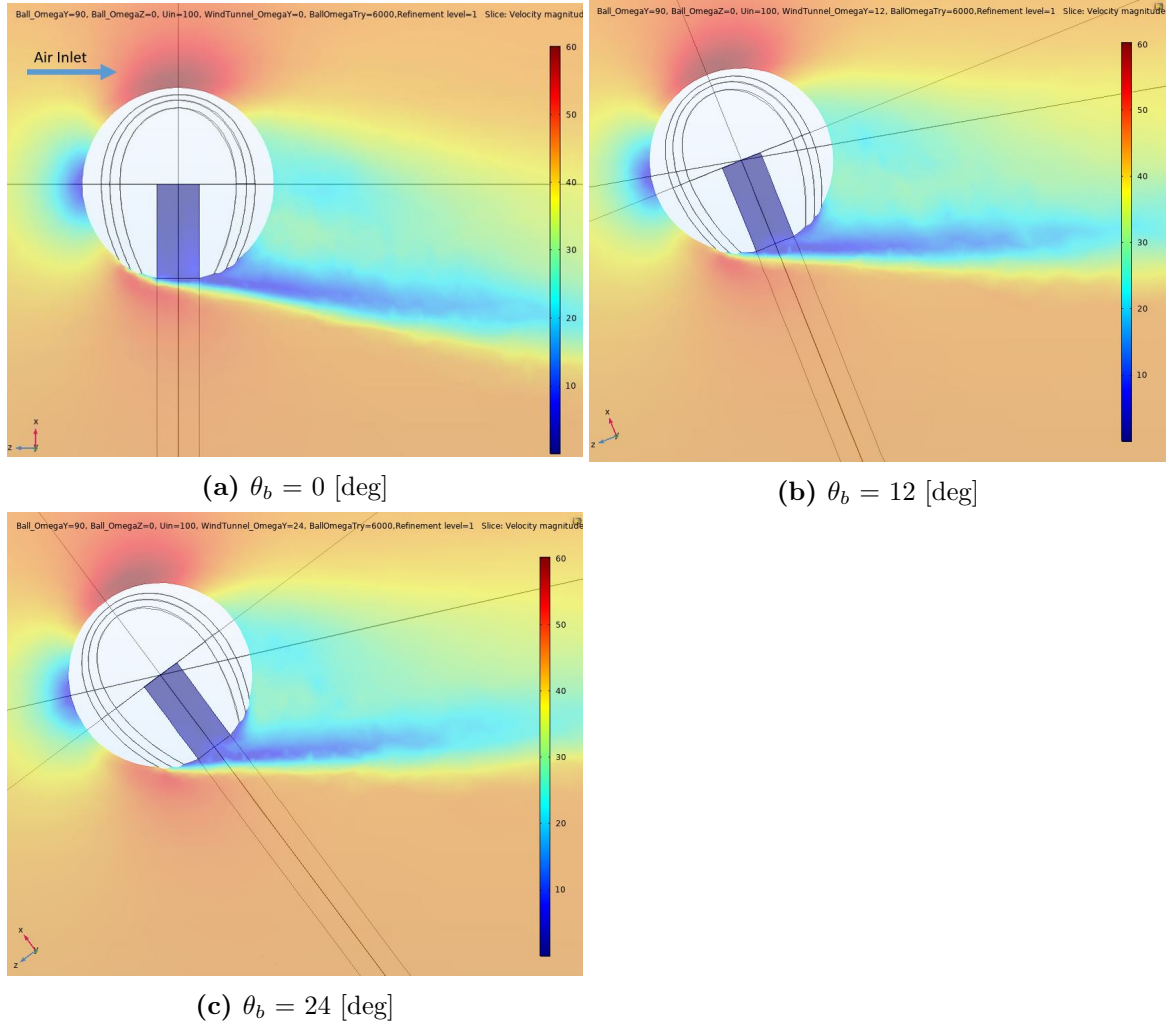 Ball_OmegaY=90, Ball_OmegaZ=0, Uin=100, WindTunnel_OmegaY=0, BallOmegaTry=6000,Refinement level=1 Slice: Velocity magnitud
Air Inlet
60
50
40
30
20
10
x
z
y
(a) θ_b = 0 [deg]
Ball_OmegaY=90, Ball_OmegaZ=0, Uin=100, WindTunnel_OmegaY=12, BallOmegaTry=6000,Refinement level=1 Slice: Velocity magnitude
60
50
40
30
20
10
x
z
y
(b) θ_b = 12 [deg]
Ball_OmegaY=90, Ball_OmegaZ=0, Uin=100, WindTunnel_OmegaY=24, BallOmegaTry=6000,Refinement level=1 Slice: Velocity magnitude
60
50
40
30
20
10
x
z
y
(c) θ_b = 24 [deg]